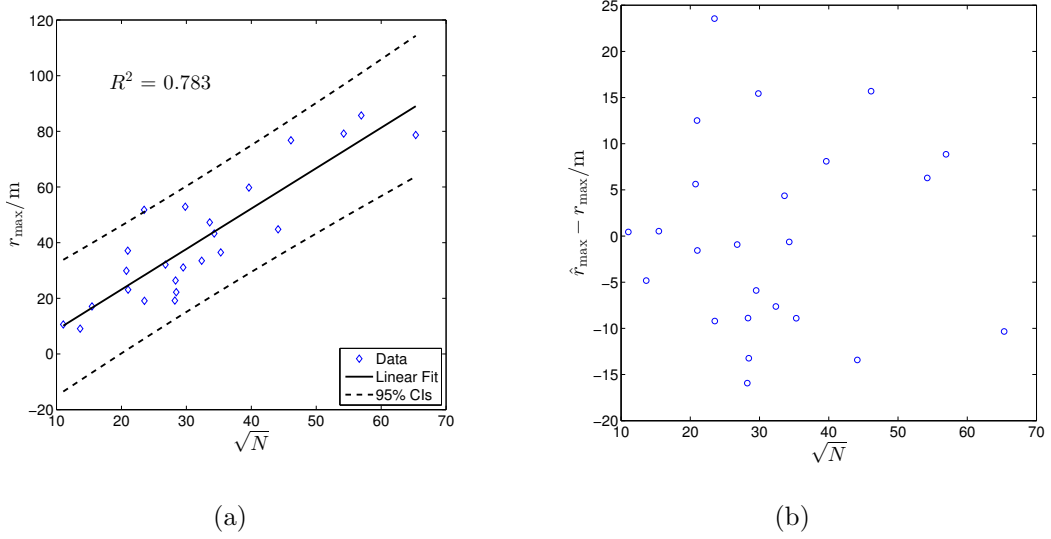 120
100
80
60
40
20
0
−20
10 20 30 40 50 60 70
r_max/m
√N
R² = 0.783
Data
Linear Fit
95% CIs
(a)
25
20
15
10
5
0
−5
−10
−15
−20
10 20 30 40 50 60 70
r̂_max − r_max/m
√N
(b)